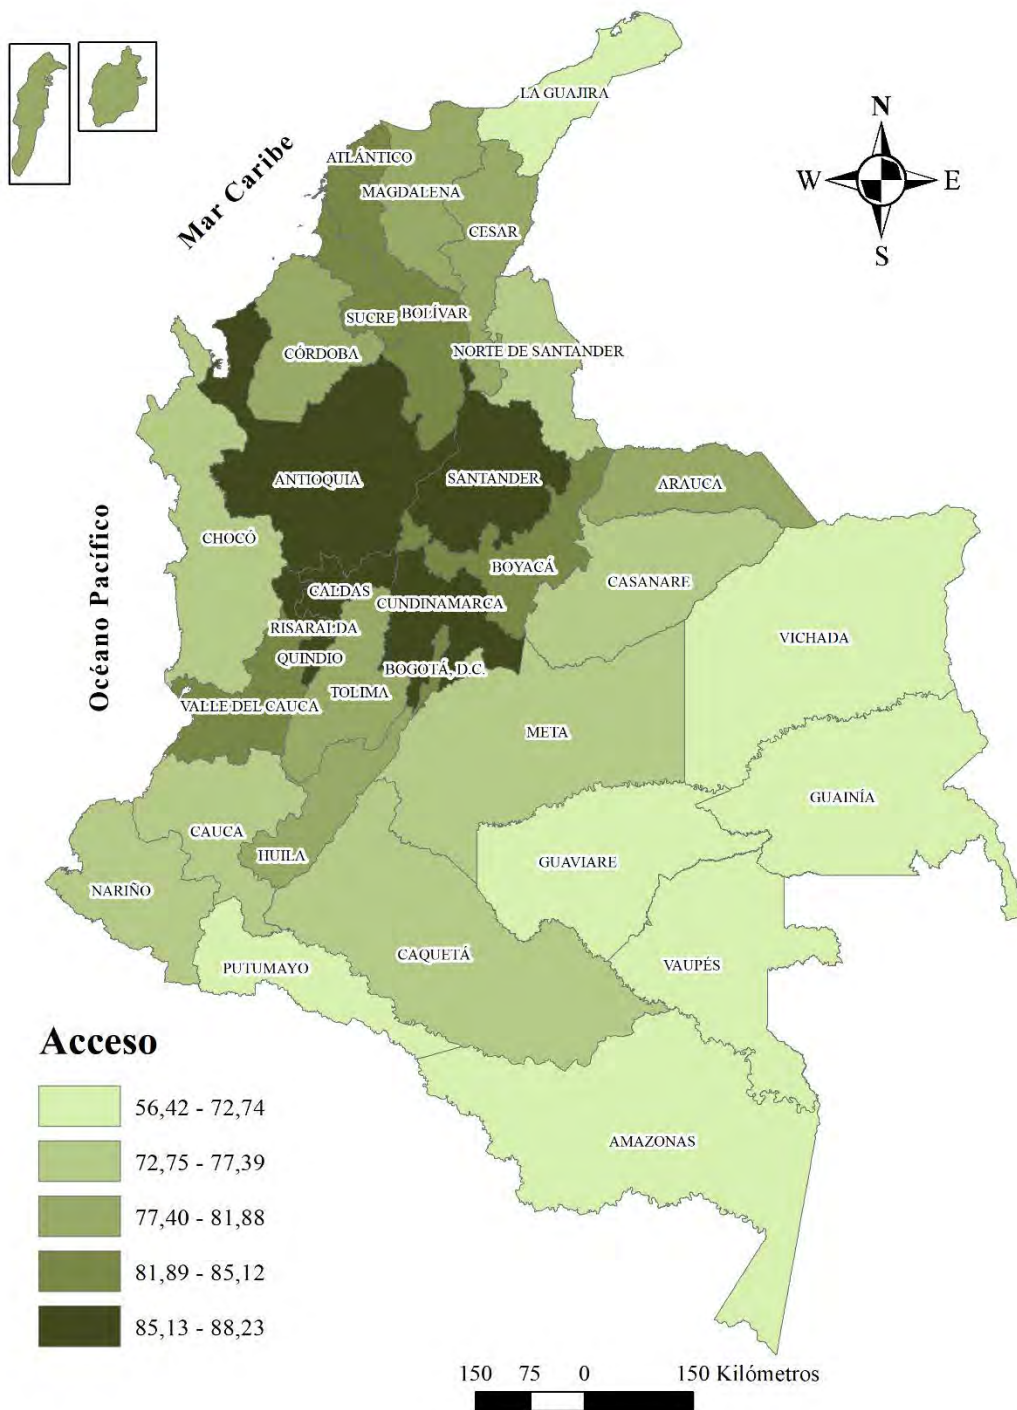 LA GUAJIRA
N
W E
S
Mar Caribe
ATLÁNTICO
MAGDALENA
CESAR
SUCRE
BOLÍVAR
CÓRDOBA
NORTE DE SANTANDER
ANTIOQUIA
SANTANDER
ARAUCA
Océano Pacífico
CHOCÓ
BOYACÁ
CASANARE
CALDAS
CUNDINAMARCA
RISARALDA
VICHADA
QUINDIO
BOGOTÁ, D.C.
TOLIMA
VALLE DEL CAUCA
META
GUAINÍA
CAUCA
HUILA
GUAVIARE
NARIÑO
CAQUETÁ
VAUPÉS
PUTUMAYO
AMAZONAS
Acceso
56,42 - 72,74
72,75 - 77,39
77,40 - 81,88
81,89 - 85,12
85,13 - 88,23
150 75 0 150 Kilómetros